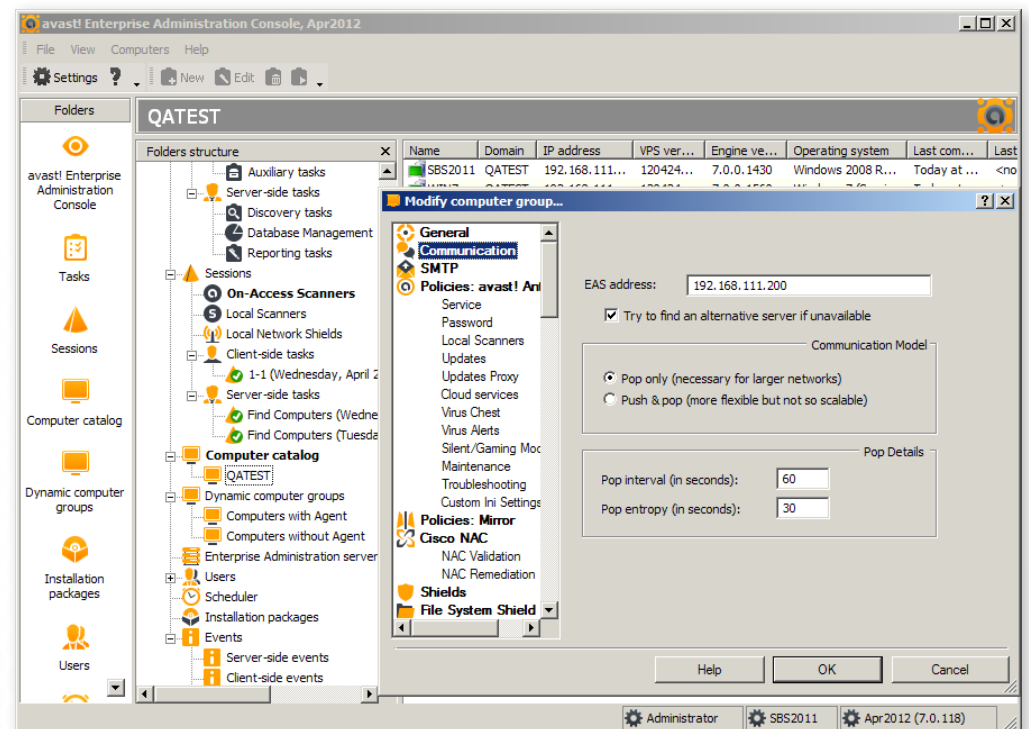 avast! Enterprise Administration Console, Apr2012
File View Computers Help
Settings ? New Edit
Folders
QATEST
avast! Enterprise
Administration
Console
Tasks
Sessions
Computer catalog
Dynamic computer
groups
Installation
packages
Users
Folders structure
Auxiliary tasks
Server-side tasks
Discovery tasks
Database Management
Reporting tasks
Sessions
On-Access Scanners
Local Scanners
Local Network Shields
Client-side tasks
1-1 (Wednesday, April 2
Server-side tasks
Find Computers (Wedne
Find Computers (Tuesda
Computer catalog
QATEST
Dynamic computer groups
Computers with Agent
Computers without Agent
Enterprise Administration server
Users
Scheduler
Installation packages
Events
Server-side events
Client-side events
Name Domain IP address VPS ver... Engine ve... Operating system Last com... Last
SBS2011 QATEST 192.168.111... 120424... 7.0.0.1430 Windows 2008 R... Today at ... <no
Modify computer group...
General
Communication
SMTP
Policies: avast! Ant
Service
Password
Local Scanners
Updates
Updates Proxy
Cloud services
Virus Chest
Virus Alerts
Silent/Gaming Moc
Maintenance
Troubleshooting
Custom Ini Settings
Policies: Mirror
Cisco NAC
NAC Validation
NAC Remediation
Shields
File System Shield
EAS address: 192.168.111.200
Try to find an alternative server if unavailable
Communication Model
Pop only (necessary for larger networks)
Push & pop (more flexible but not so scalable)
Pop Details
Pop interval (in seconds): 60
Pop entropy (in seconds): 30
Help OK Cancel
Administrator SBS2011 Apr2012 (7.0.118)